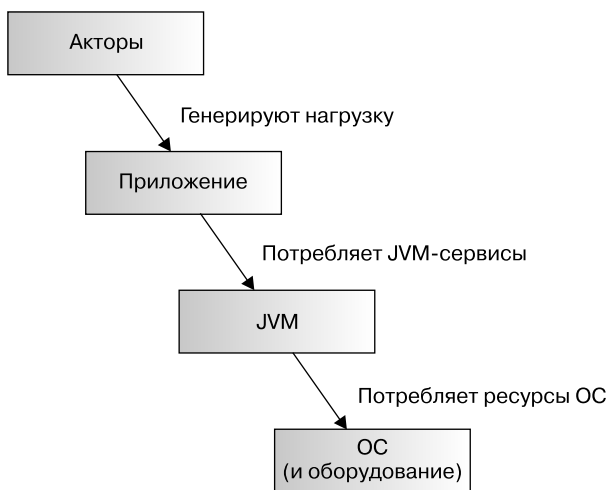 Акторы
Генерируют нагрузку
Приложение
Потребляет JVM-сервисы
JVM
Потребляет ресурсы ОС
ОС
(и оборудование)